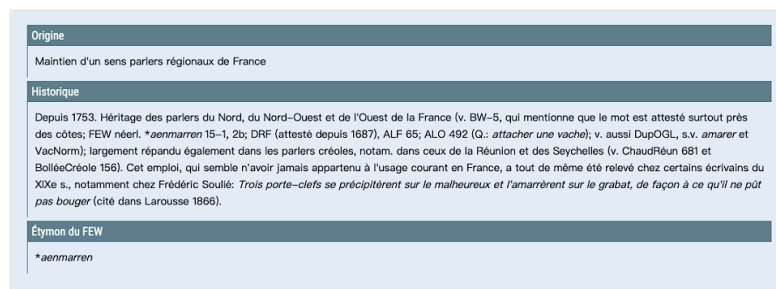 Origine
Maintien d'un sens parlers régionaux de France
Historique
Depuis 1753. Héritage des parlers du Nord, du Nord-Ouest et de l'Ouest de la France (v. BW-5, qui mentionne que le mot est attesté surtout près
des côtes; FEW néerl. *aenmarren 15-1, 2b; DRF (attesté depuis 1687), ALF 65; ALO 492 (Q.: attacher une vache); v. aussi DupOGL, s.v. amarer et
VacNorm); largement répandu également dans les parlers créoles, notam. dans ceux de la Réunion et des Seychelles (v. ChaudRéun 681 et
BolléeCréole 156). Cet emploi, qui semble n'avoir jamais appartenu à l'usage courant en France, a tout de même été relevé chez certains écrivains du
XIXe s., notamment chez Frédéric Soulié: Trois porte-clefs se précipitèrent sur le malheureux et l'amarrèrent sur le grabat, de façon à ce qu'il ne pût
pas bouger (cité dans Larousse 1866).
Étymon du FEW
*aenmarren